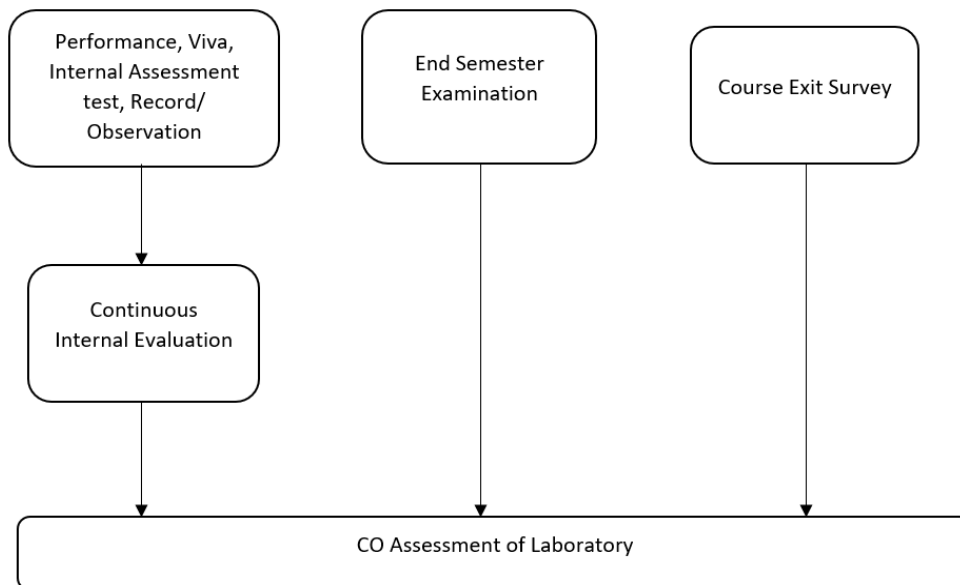 Performance, Viva,
Internal Assessment
test, Record/
Observation
End Semester
Examination
Course Exit Survey
Continuous
Internal Evaluation
CO Assessment of Laboratory